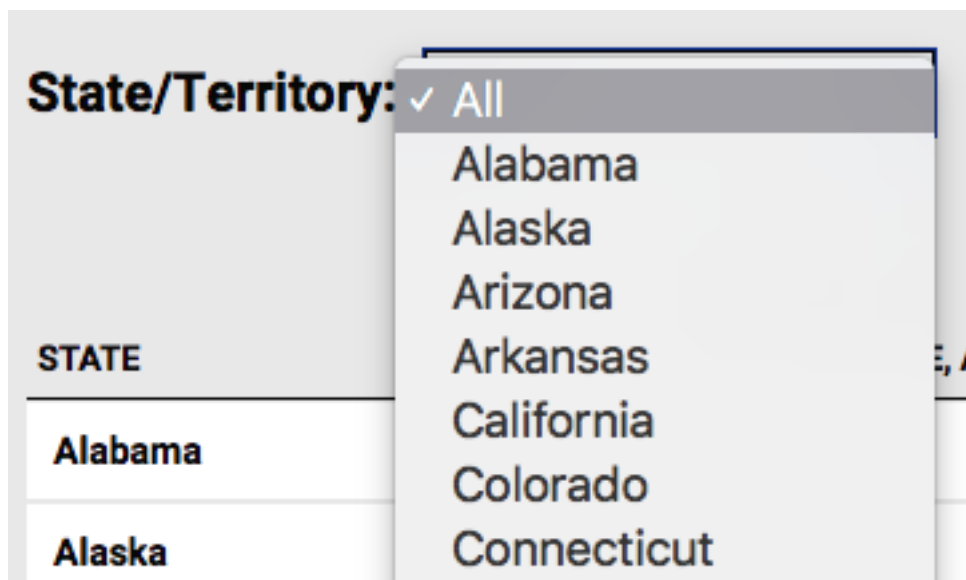 State/Territory:
✓ All
Alabama
Alaska
Arizona
Arkansas
California
Colorado
Connecticut
STATE
Alabama
Alaska